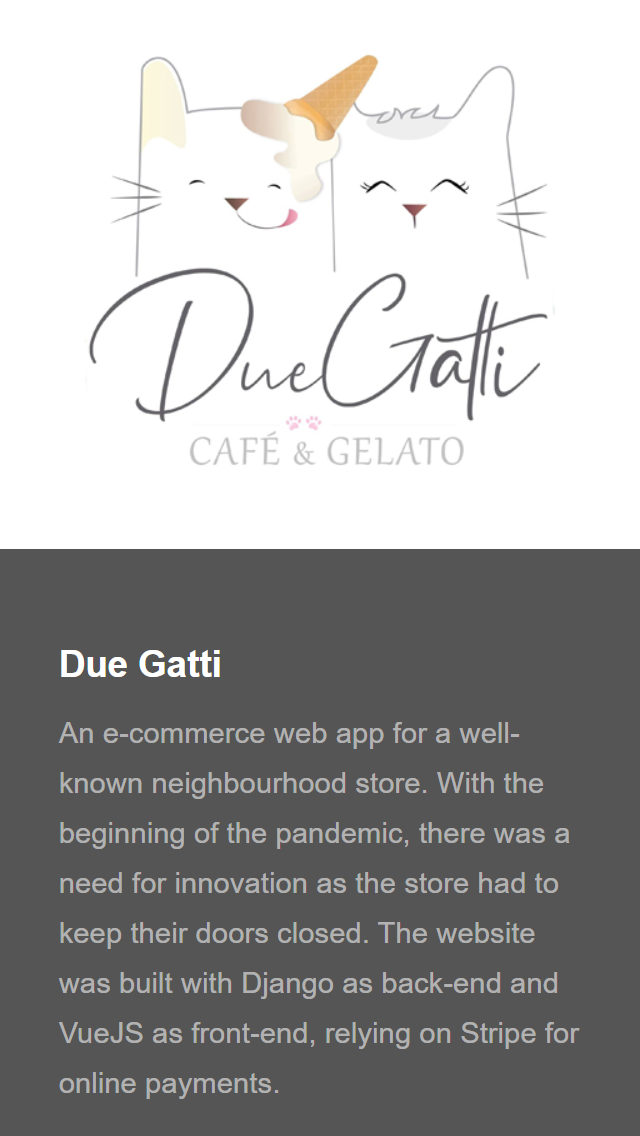 Due Gatti
CAFÉ & GELATO
Due Gatti
An e-commerce web app for a well-
known neighbourhood store. With the
beginning of the pandemic, there was a
need for innovation as the store had to
keep their doors closed. The website
was built with Django as back-end and
VueJS as front-end, relying on Stripe for
online payments.